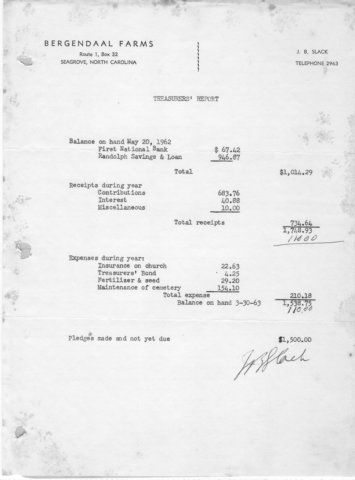 BERGENDAAL FARMS
Route 1, Box 32
SEAGROVE, NORTH CAROLINA
J. B. SLACK
TELEPHONE 2963
TREASURERS' REPORT
Balance on hand May 20, 1962
First National Bank $ 67.42
Randolph Savings & Loan 946.87
Total $1,014.29
Receipts during year
Contributions 683.76
Interest 40.88
Miscellaneous 10.00
Total receipts 734.64
1,748.93
110.00
Expenses during year:
Insurance on church 22.63
Treasurers' Bond 4.25
Fertilizer & seed 29.20
Maintenance of cemetery 154.10
Total expense 210.18
Balance on hand 3-30-63 1,538.75
110.00
Pledges made and not yet due $1,500.00
J B Slack